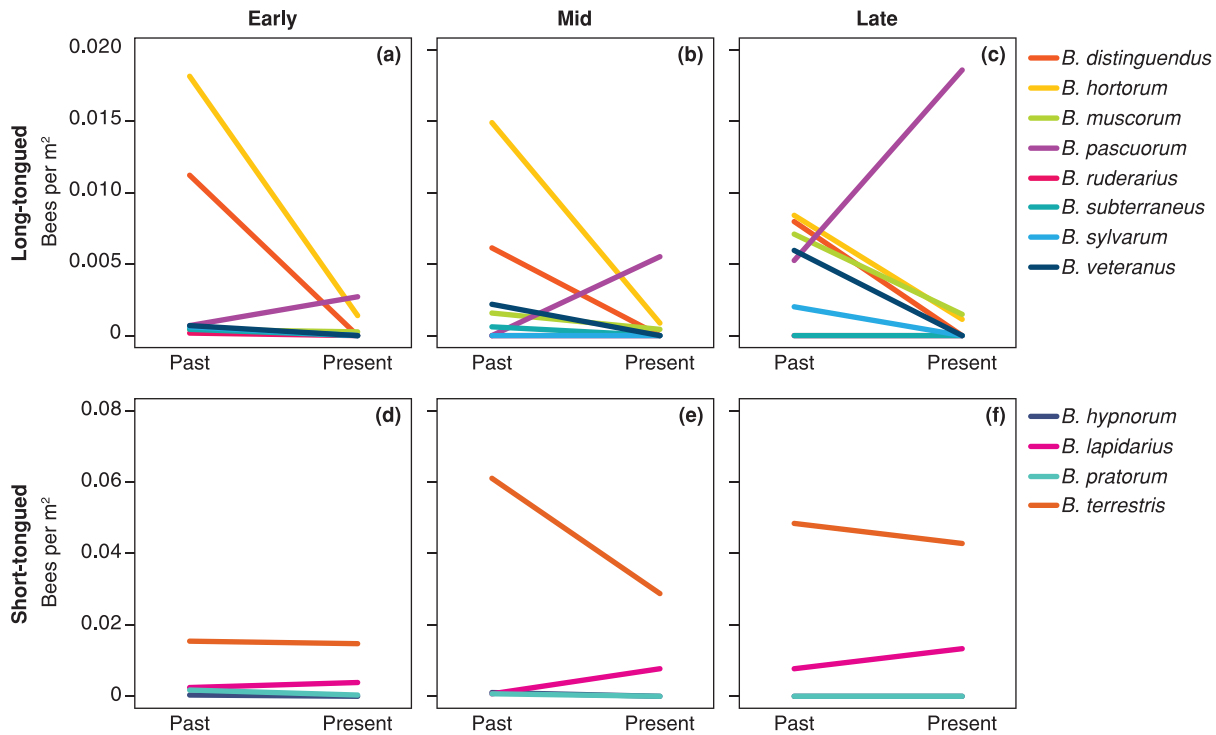 Early
Mid
Late
Long-tongued
Bees per m²
0.020
0.015
0.010
0.005
0
(a)
(b)
(c)
Past
Present
Past
Present
Past
Present
B. distinguendus
B. hortorum
B. muscorum
B. pascuorum
B. ruderarius
B. subterraneus
B. sylvarum
B. veteranus
Short-tongued
Bees per m²
0.08
0.06
0.04
0.02
0
(d)
(e)
(f)
Past
Present
Past
Present
Past
Present
B. hypnorum
B. lapidarius
B. pratorum
B. terrestris